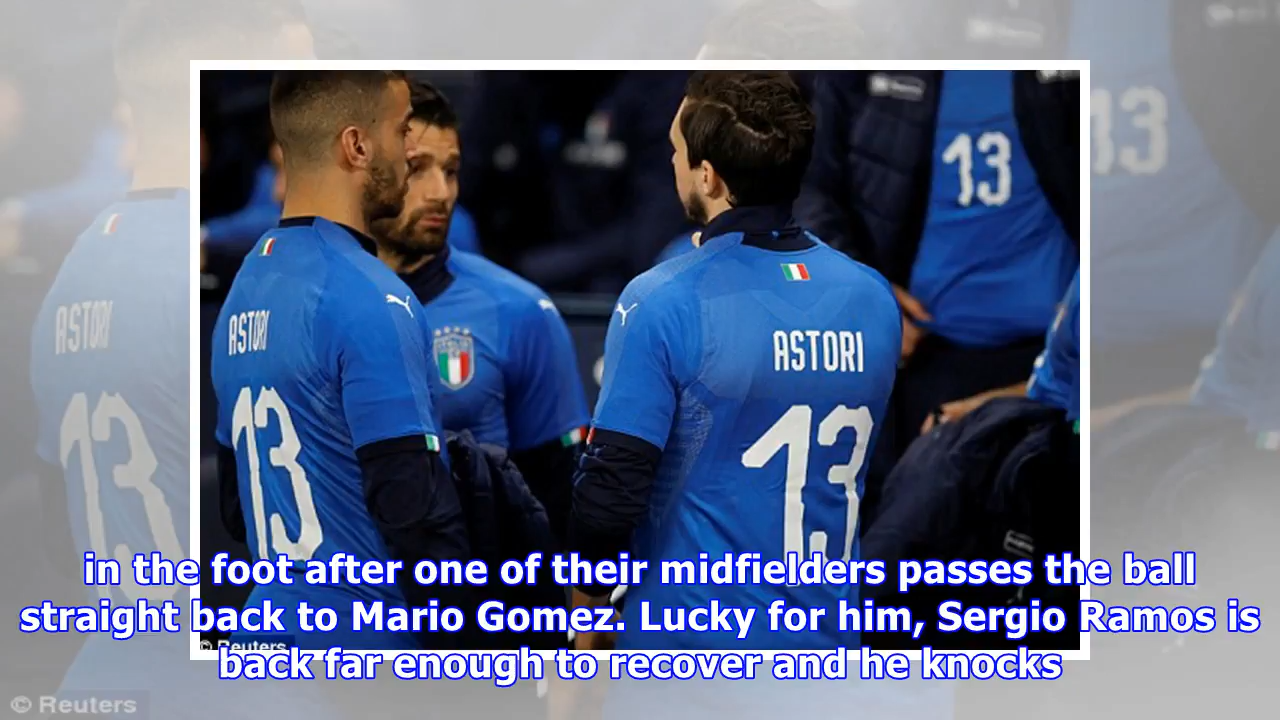 13
13
ASTORI
ASTORI
ASTORI
13
13
13
in the foot after one of their midfielders passes the ball
straight back to Mario Gomez. Lucky for him, Sergio Ramos is
back far enough to recover and he knocks
© Reuters
© Reuters